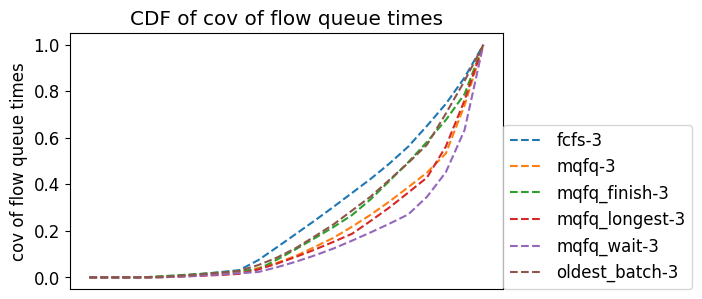 CDF of cov of flow queue times
cov of flow queue times
1.0
0.8
0.6
0.4
0.2
0.0
fcfs-3
mqfq-3
mqfq_finish-3
mqfq_longest-3
mqfq_wait-3
oldest_batch-3